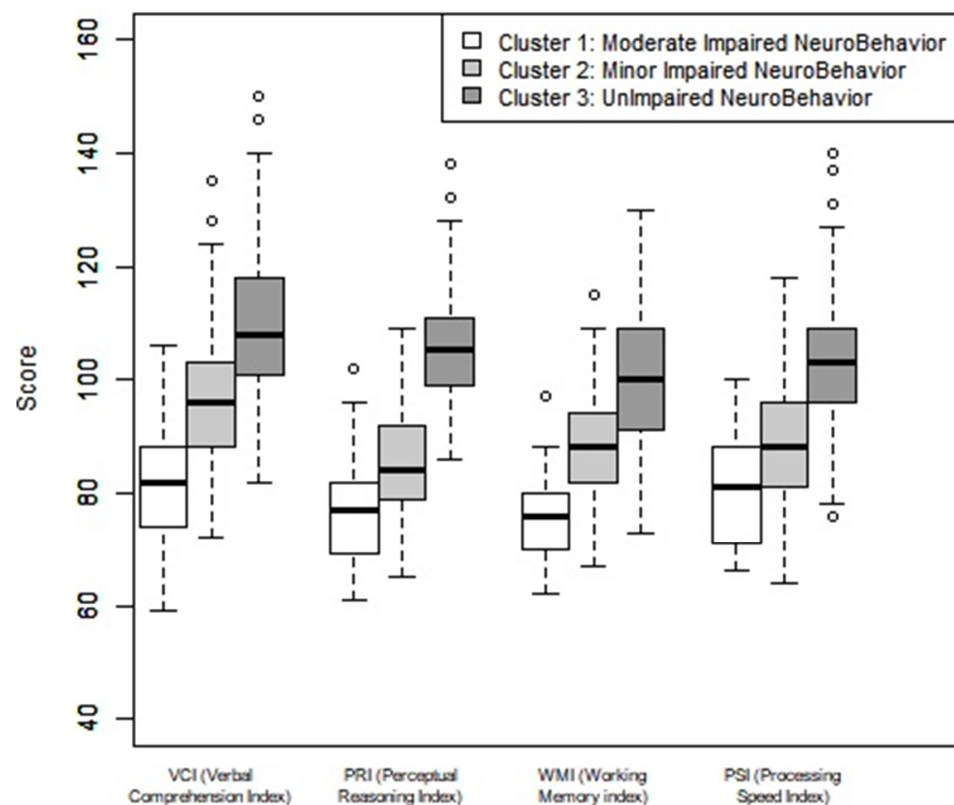 Cluster 1: Moderate Impaired NeuroBehavior
Cluster 2: Minor Impaired NeuroBehavior
Cluster 3: UnImpaired NeuroBehavior
160
140
120
100
80
60
40
Score
VCI (Verbal
Comprehension Index)
PRI (Perceptual
Reasoning Index)
WMI (Working
Memory index)
PSI (Processing
Speed Index)